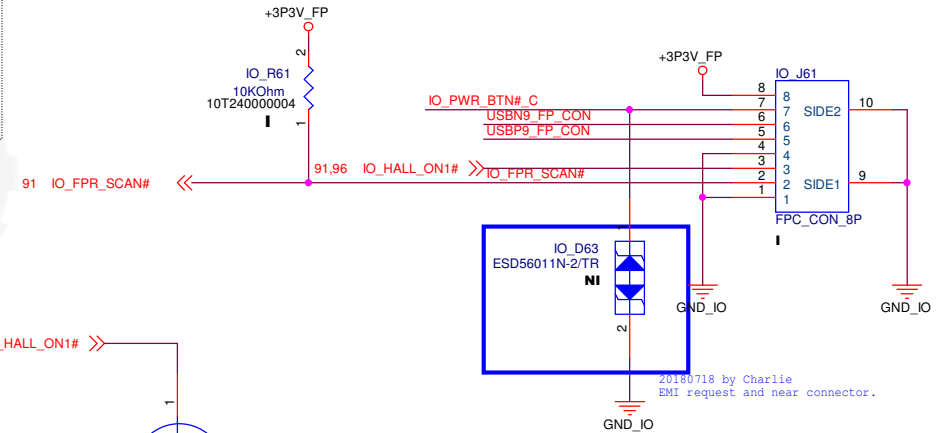 +3P3V_FP
2
IO_R61
10KOhm
10T240000004
I
1
91 IO_FPR_SCAN#
91,96 IO_HALL_ON1#
IO_FPR_SCAN#
IO_PWR_BTN#_C
USBN9_FP_CON
USBP9_FP_CON
+3P3V_FP
IO_J61
8 8
7 7
6 6
5 5
4 4
3 3
2 2
1 1
SIDE2 10
SIDE1 9
FPC_CON_8P
I
1
IO_D63
ESD56011N-2/TR
NI
2
GND_IO
GND_IO
GND_IO
20180718 by Charlie
EMI request and near connector.
_HALL_ON1#
1